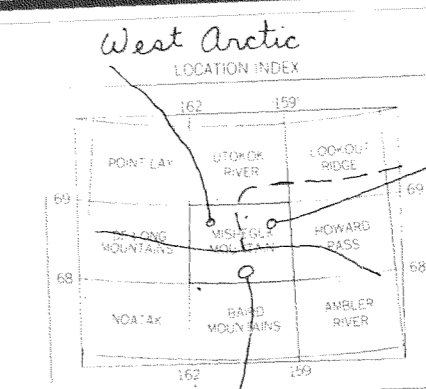 West Arctic
LOCATION INDEX
162 159°
POINT LAY UTOKOK RIVER LOOKOUT RIDGE
69 69
DE LONG MOUNTAINS MISHEGUK MOUNTAIN HOWARD PASS
68 68
NOATAK BAIRD MOUNTAINS AMBLER RIVER
162 159